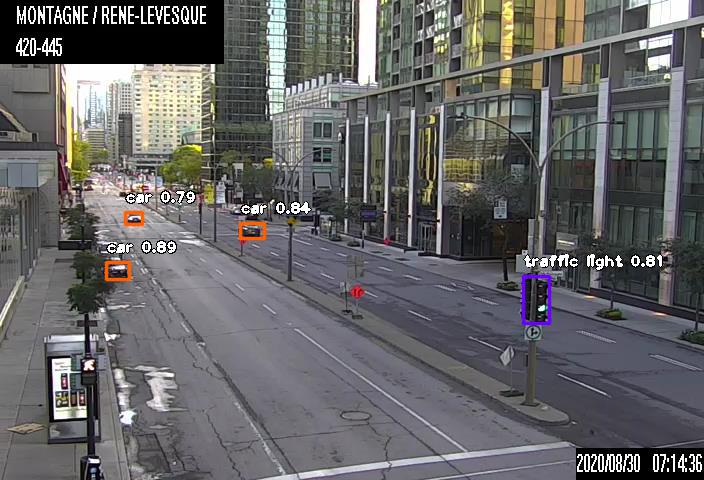 MONTAGNE / RENE-LEVESQUE
420-445
car 0.79
car 0.84
car 0.89
traffic light 0.81
2020/08/30 07:14:36